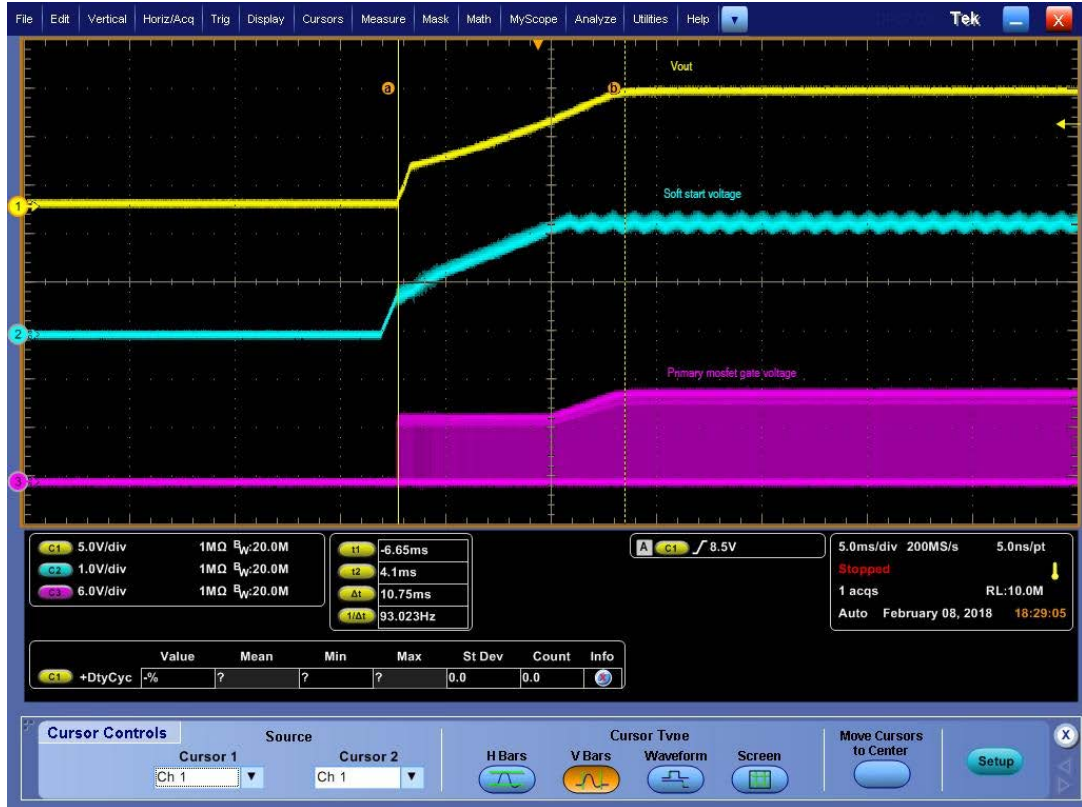 File Edit Vertical Horiz/Acq Trig Display Cursors Measure Mask Math MyScope Analyze Utilities Help Tek X
Vout
a b
1
Soft start voltage
2
Primary mosfet gate voltage
3
C1 5.0V/div 1MΩ BW:20.0M
C2 1.0V/div 1MΩ BW:20.0M
C3 6.0V/div 1MΩ BW:20.0M
t1 -6.65ms
t2 4.1ms
Δt 10.75ms
1/Δt 93.023Hz
A C1 8.5V
5.0ms/div 200MS/s 5.0ns/pt
Stopped
1 acqs RL:10.0M
Auto February 08, 2018 18:29:05
Value Mean Min Max St Dev Count Info
C1 +DtyCyc -% ? ? ? 0.0 0.0
Cursor Controls
Source
Cursor 1 Cursor 2
Ch 1 Ch 1
Cursor Type
H Bars V Bars Waveform Screen
Move Cursors
to Center
Setup
X